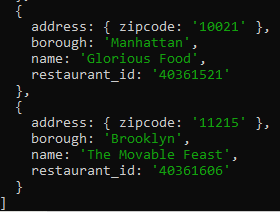 },
{
address: { zipcode: '10021' },
borough: 'Manhattan',
name: 'Glorious Food',
restaurant_id: '40361521'
},
{
address: { zipcode: '11215' },
borough: 'Brooklyn',
name: 'The Movable Feast',
restaurant_id: '40361606'
}
]